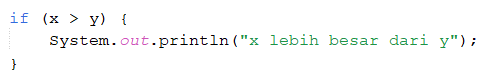 if (x > y) {
    System.out.println("x lebih besar dari y");
}